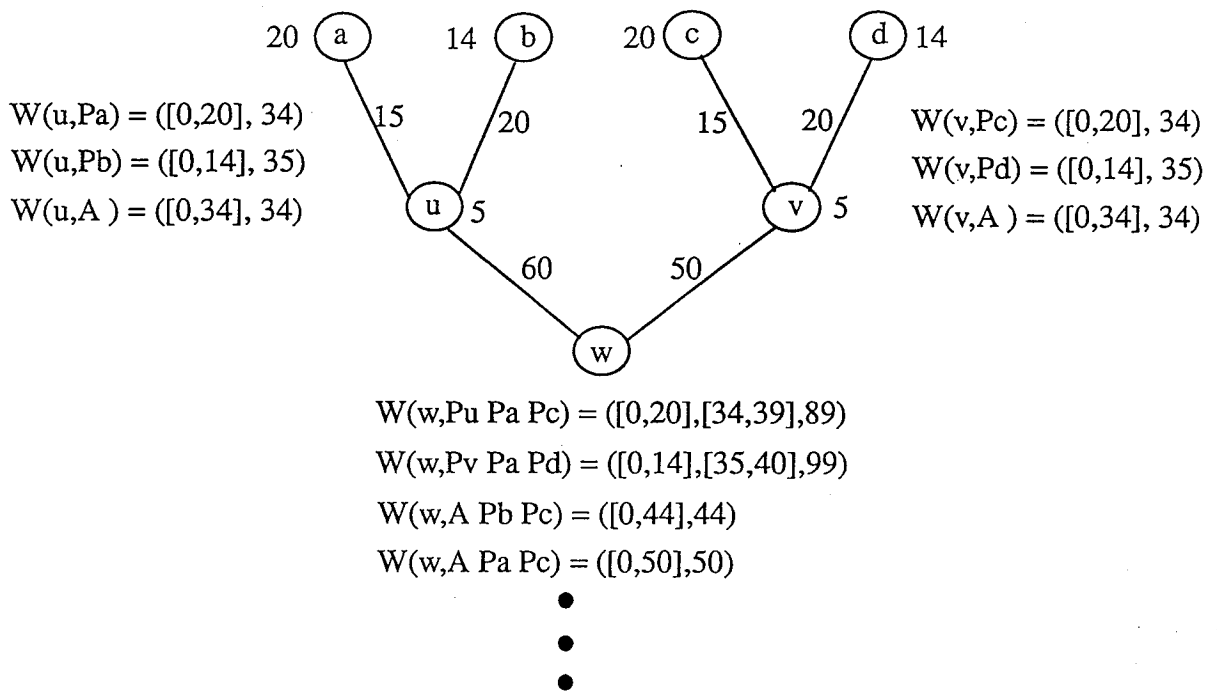 20 a 14 b 20 c d 14
W(u,Pa) = ([0,20], 34)
W(u,Pb) = ([0,14], 35)
W(u,A ) = ([0,34], 34)
15 20 15 20
W(v,Pc) = ([0,20], 34)
W(v,Pd) = ([0,14], 35)
W(v,A ) = ([0,34], 34)
u 5 v 5
60 50
w
W(w,Pu Pa Pc) = ([0,20],[34,39],89)
W(w,Pv Pa Pd) = ([0,14],[35,40],99)
W(w,A Pb Pc) = ([0,44],44)
W(w,A Pa Pc) = ([0,50],50)